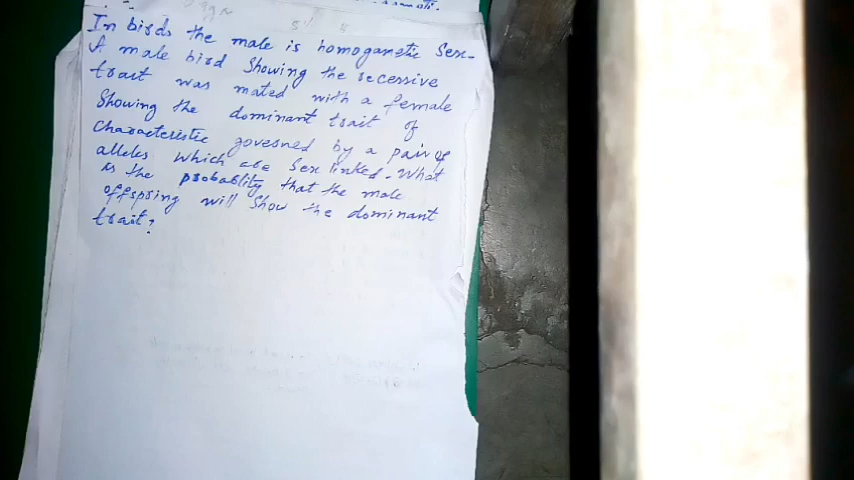 In birds the male is homogametic Sex-
A male bird Showing the recessive
trait was mated with a female
Showing the dominant trait of
characteristic governed by a pair of
alleles which are Sex linked. What
is the probablity that the male
offspring will Show the dominant
trait?